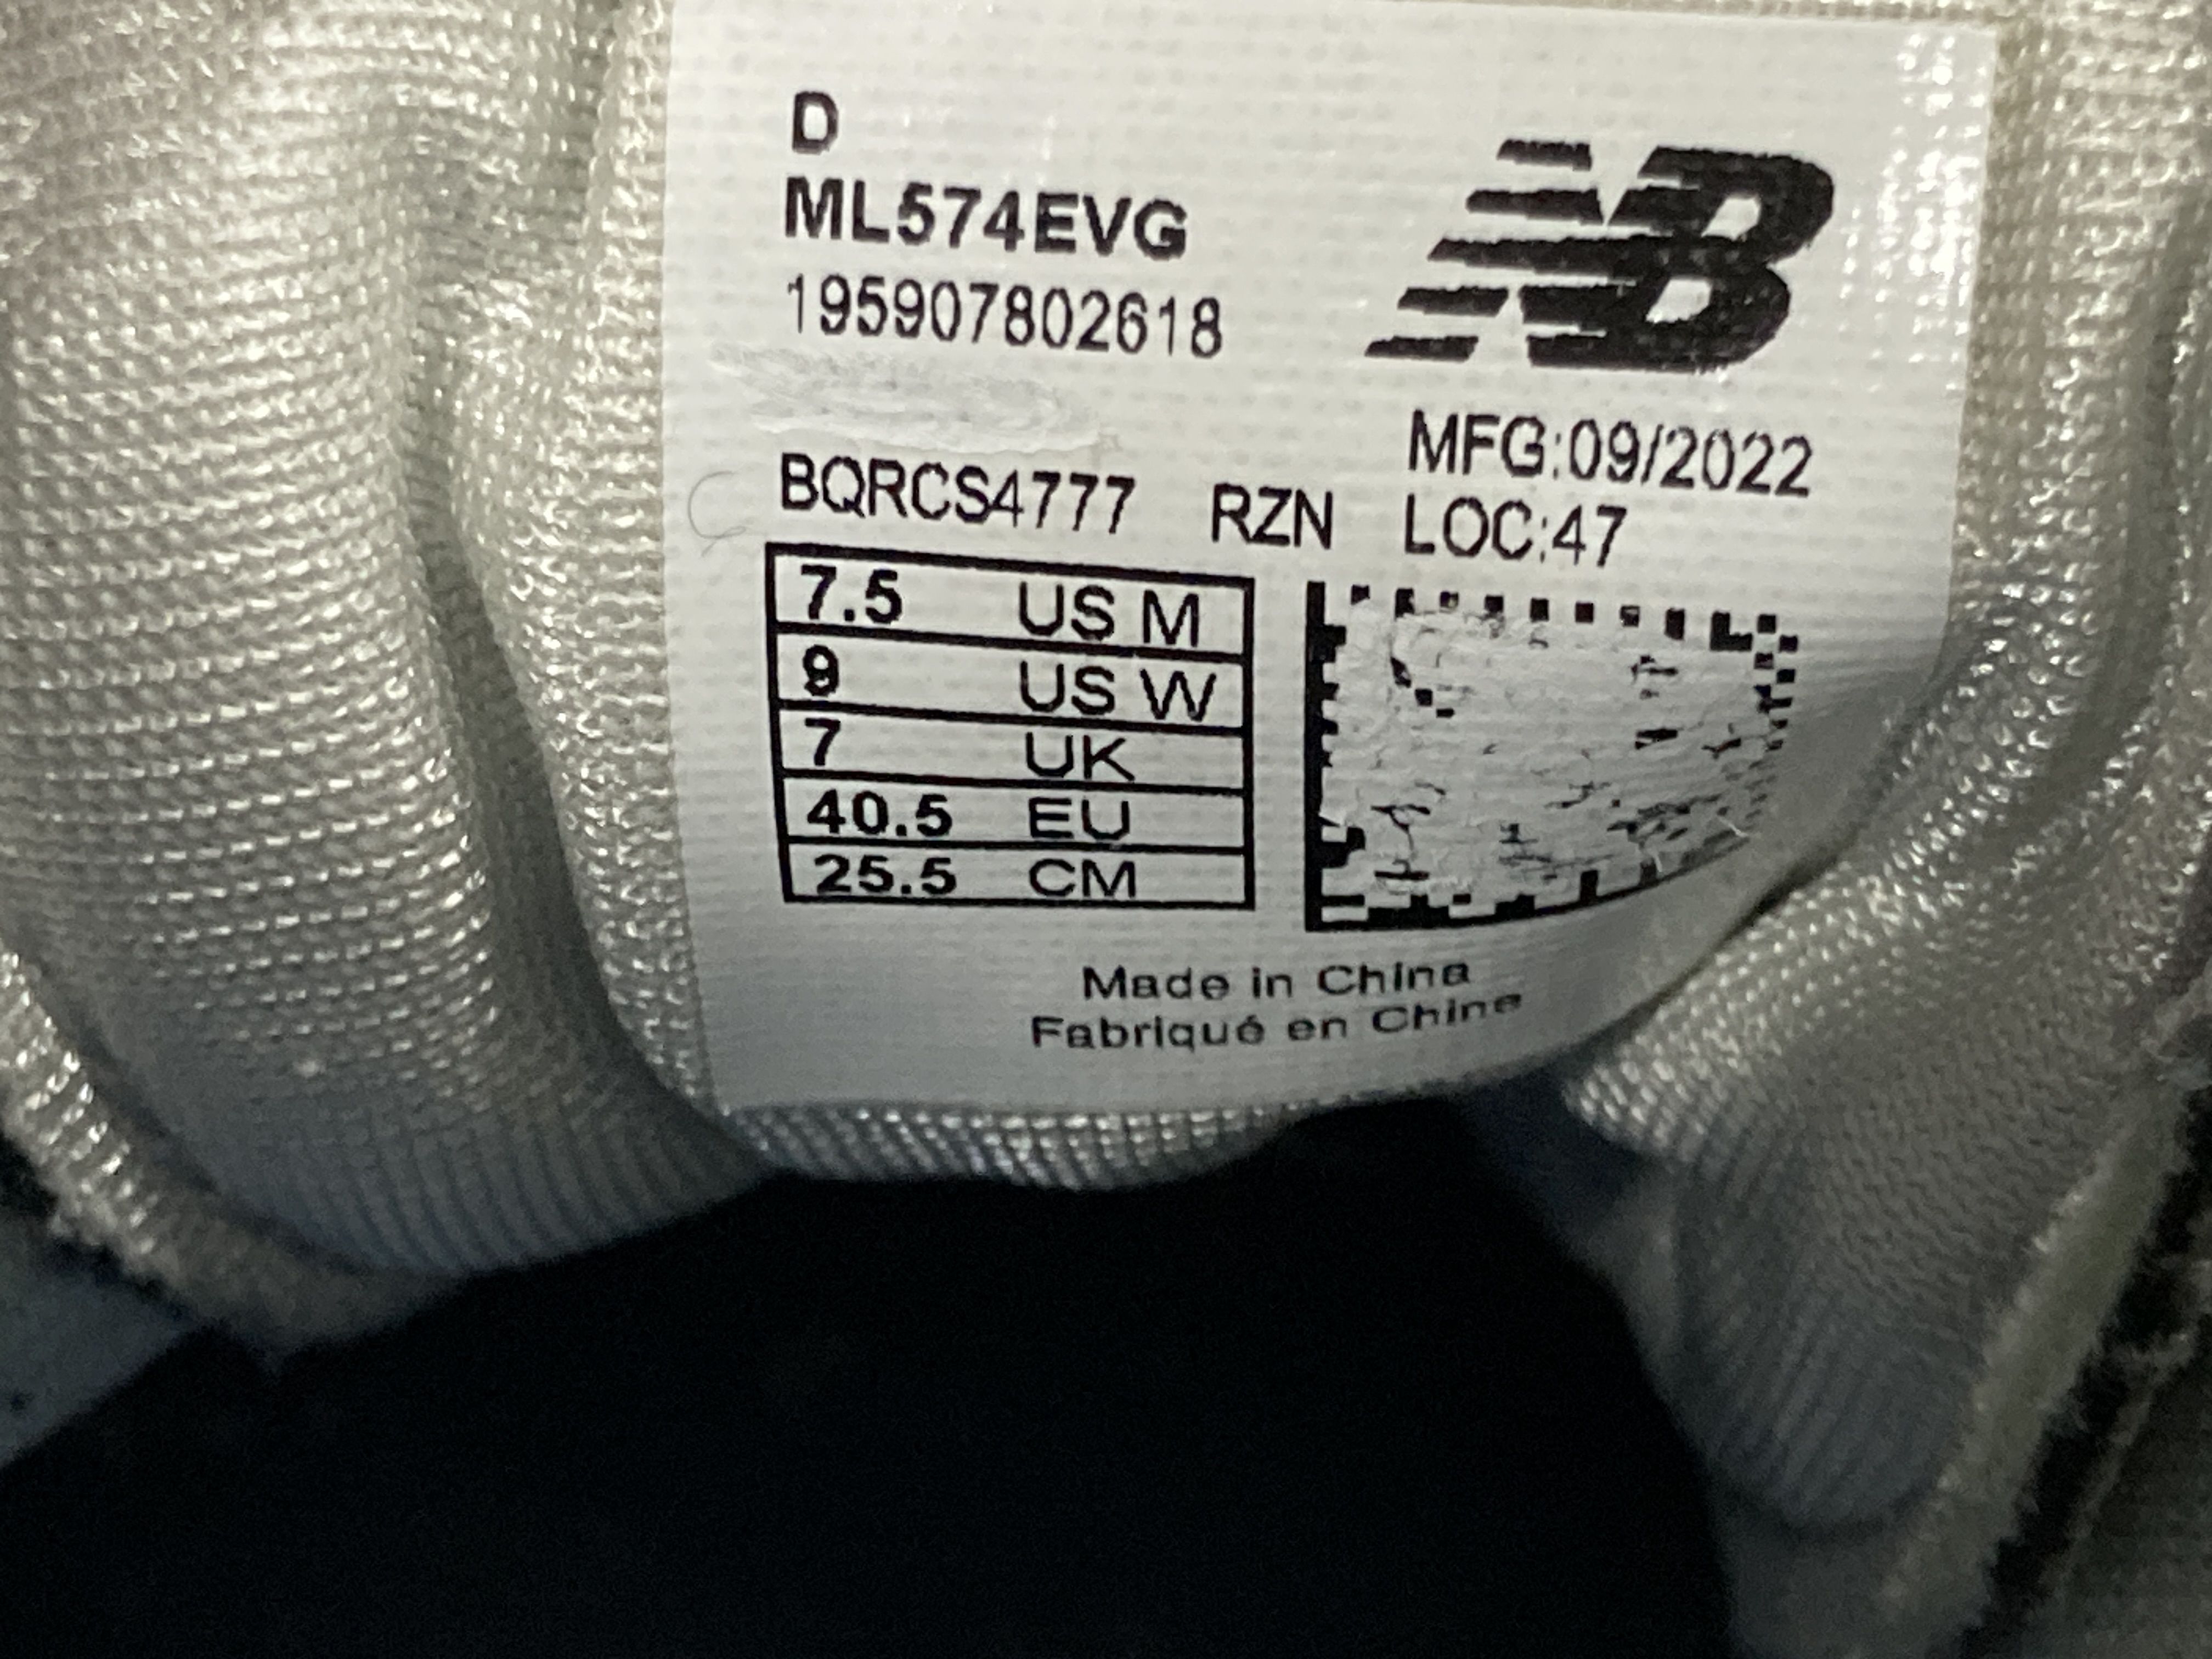 D
ML574EVG
195907802618
NB
MFG:09/2022
BQRCS4777 RZN LOC:47
7.5 US M
9 US W
7 UK
40.5 EU
25.5 CM
Made in China
Fabriqué en Chine